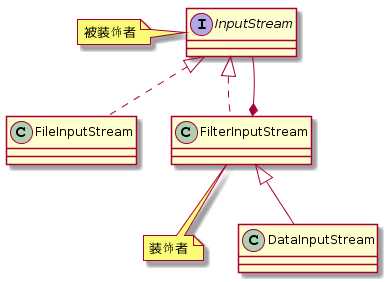 被装饰者
I InputStream
C FileInputStream
C FilterInputStream
装饰者
C DataInputStream